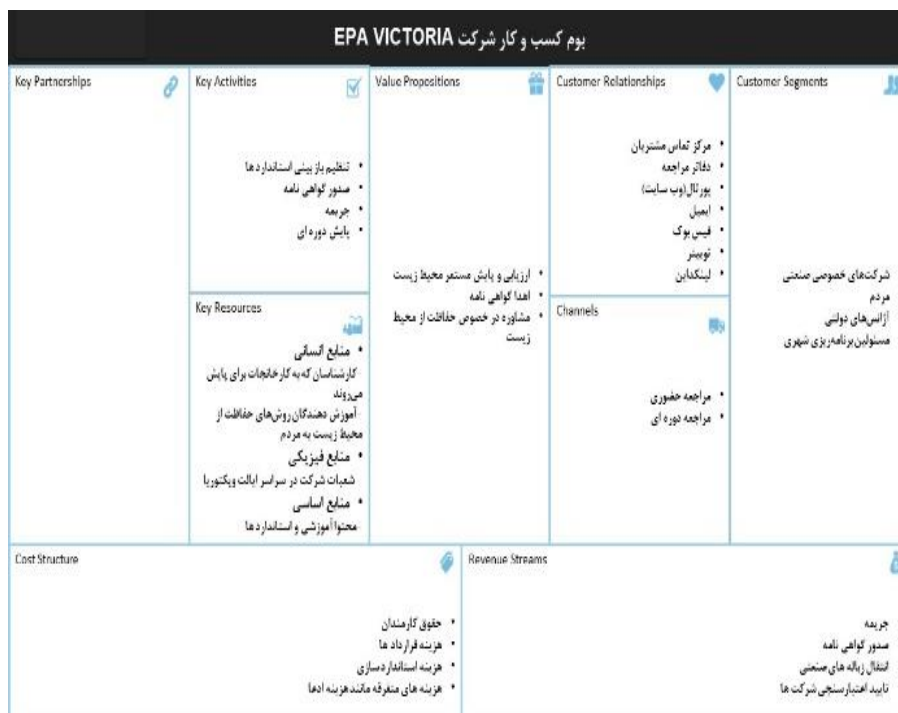 بوم کسب و کار شرکت EPA VICTORIA
Key Partnerships
Key Activities
تنظیم باز بینی استاندارد ها
صدور گواهی نامه
جریمه
پایش دوره ای
Key Resources
منابع انسانی
کارشناسان که به کارخانجات برای پایش
می‌روند
آموزش دهندگان روش‌های حفاظت از
محیط زیست به مردم
منابع فیزیکی
شعبات شرکت در سراسر ایالت ویکتوریا
منابع اساسی
محتوا آموزشی و استاندارد ها
Value Propositions
ارزیابی و پایش مستمر محیط زیست
اهدا گواهی نامه
مشاوره در خصوص حفاظت از محیط
زیست
Customer Relationships
مرکز تماس مشتریان
دفاتر مراجعه
پورتال(وب سایت)
ایمیل
فیس بوک
توییتر
لینکداین
Channels
مراجعه حضوری
مراجعه دوره ای
Customer Segments
شرکت‌های خصوصی صنعتی
مردم
آژانس‌های دولتی
مسئولین برنامه‌ریزی شهری
Cost Structure
حقوق کارمندان
هزینه قرارداد ها
هزینه استاندارد سازی
هزینه های متفرقه مانند هزینه ادعا
Revenue Streams
جریمه
صدور گواهی نامه
انتقال زباله های صنعتی
تایید اعتبار سنجی شرکت ها